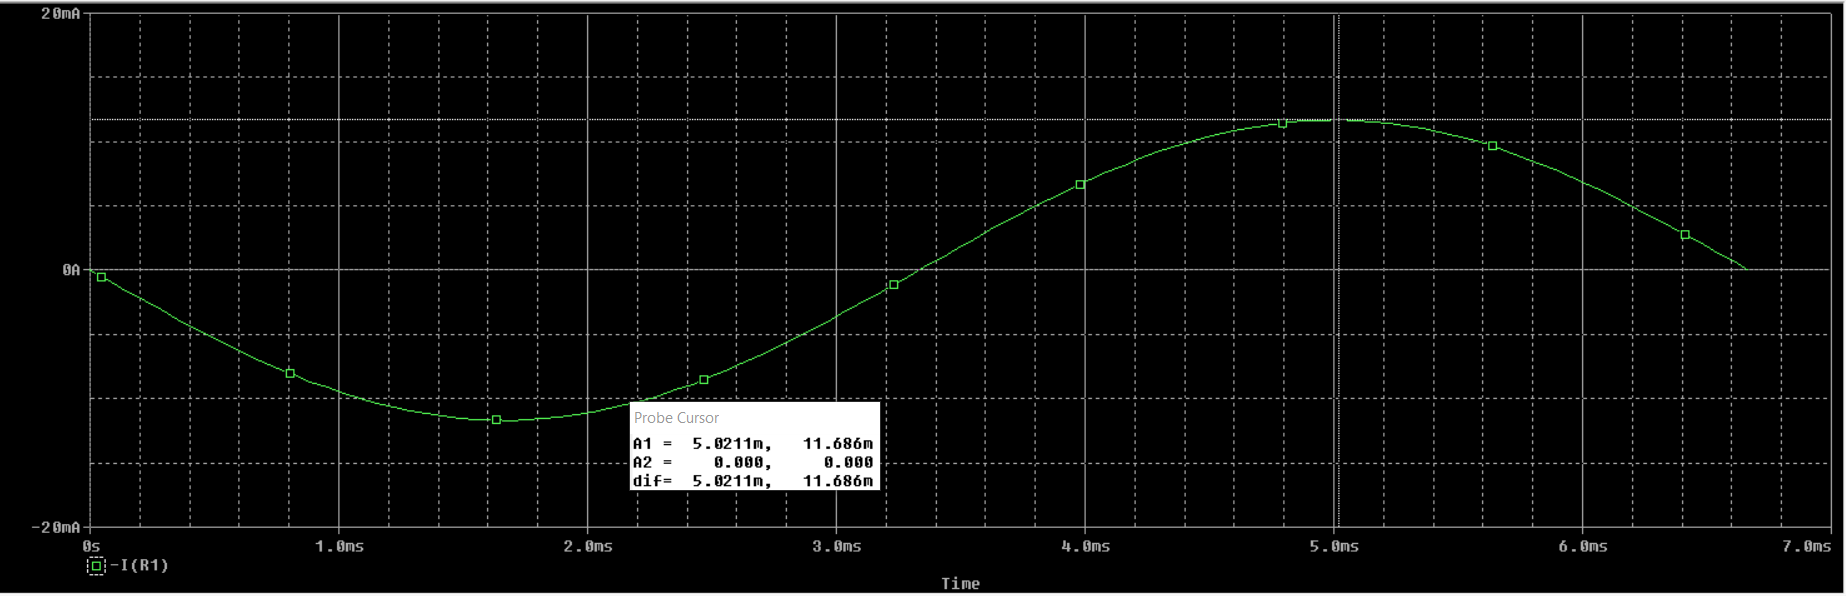 20mA
0A
-20mA
0s 1.0ms 2.0ms 3.0ms 4.0ms 5.0ms 6.0ms 7.0ms
-I(R1)
Time
Probe Cursor
A1 = 5.0211m, 11.686m
A2 = 0.000, 0.000
dif= 5.0211m, 11.686m